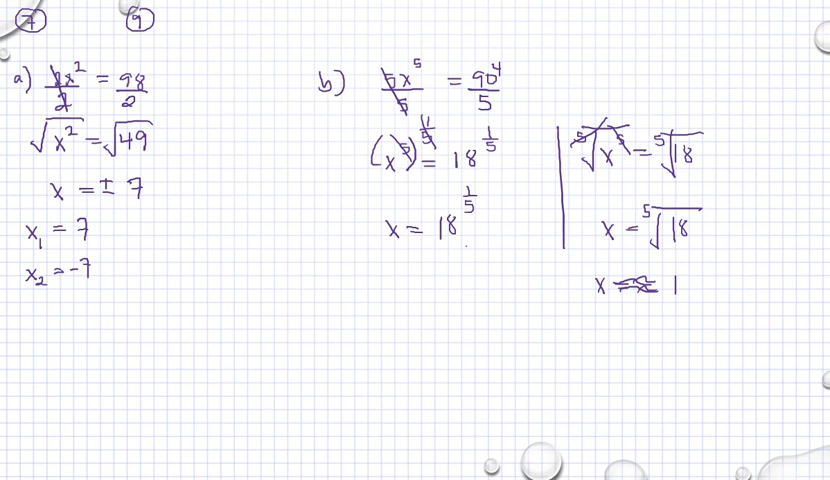 7 9
a) 2x² = 98
2 2
√x² = √49
x = ± 7
x₁ = 7
x₂ = -7
b) 5x⁵ = 90
5 5
(x⁵)^(1/5) = 18^(1/5)
x = 18^(1/5)
⁵√x⁵ = ⁵√18
x = ⁵√18
x ≈ 1